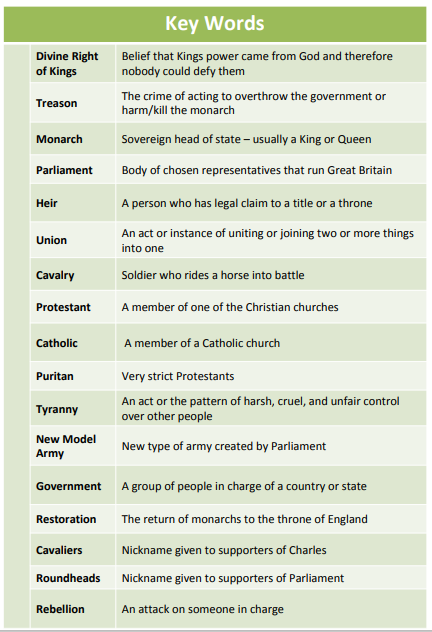 Key Words
Divine Right Belief that Kings power came from God and therefore
of Kings nobody could defy them
Treason The crime of acting to overthrow the government or
harm/kill the monarch
Monarch Sovereign head of state – usually a King or Queen
Parliament Body of chosen representatives that run Great Britain
Heir A person who has legal claim to a title or a throne
Union An act or instance of uniting or joining two or more things
into one
Cavalry Soldier who rides a horse into battle
Protestant A member of one of the Christian churches
Catholic A member of a Catholic church
Puritan Very strict Protestants
Tyranny An act or the pattern of harsh, cruel, and unfair control
over other people
New Model
Army New type of army created by Parliament
Government A group of people in charge of a country or state
Restoration The return of monarchs to the throne of England
Cavaliers Nickname given to supporters of Charles
Roundheads Nickname given to supporters of Parliament
Rebellion An attack on someone in charge